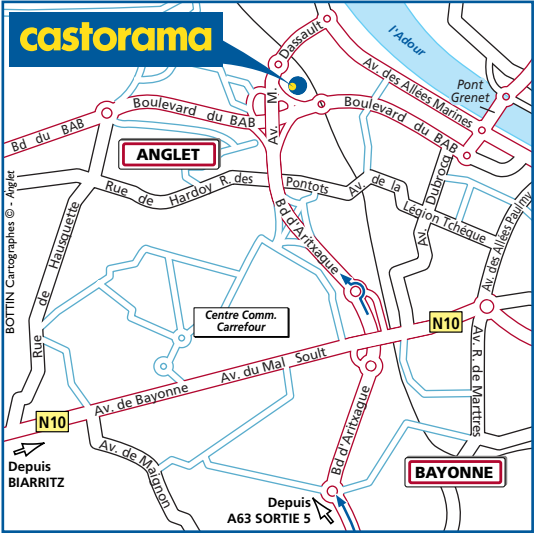 castorama
l'Adour
Dassault
Av. M.
Av. des Allées Marines
Pont
Grenet
Boulevard du BAB
Boulevard du BAB
Bd du BAB
ANGLET
Rue de Hardoy R. des Pontots
Av. de la
Légion Tchèque
Av. Dubrocq
Av. des Allées Paulmy
Bd d'Aritxague
Rue de Hausquette
BOTTIN Cartographes © - Anglet
Centre Comm.
Carrefour
N10
Av. du Mal Soult
Av. de Bayonne
N10
Av. R. de Marttres
Depuis
BIARRITZ
Av. de Maignon
Bd d'Aritxague
BAYONNE
Depuis
A63 SORTIE 5